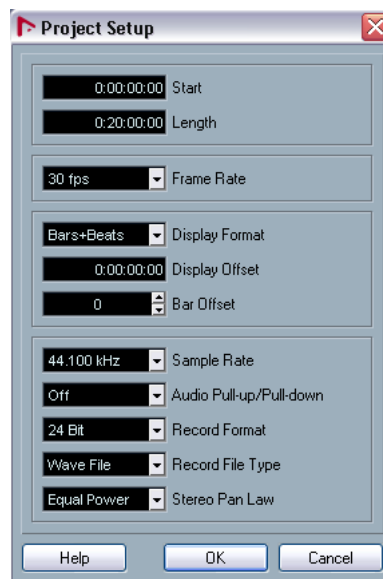 Project Setup
0:00:00:00 Start
0:20:00:00 Length
30 fps Frame Rate
Bars+Beats Display Format
0:00:00:00 Display Offset
0 Bar Offset
44.100 kHz Sample Rate
Off Audio Pull-up/Pull-down
24 Bit Record Format
Wave File Record File Type
Equal Power Stereo Pan Law
Help OK Cancel